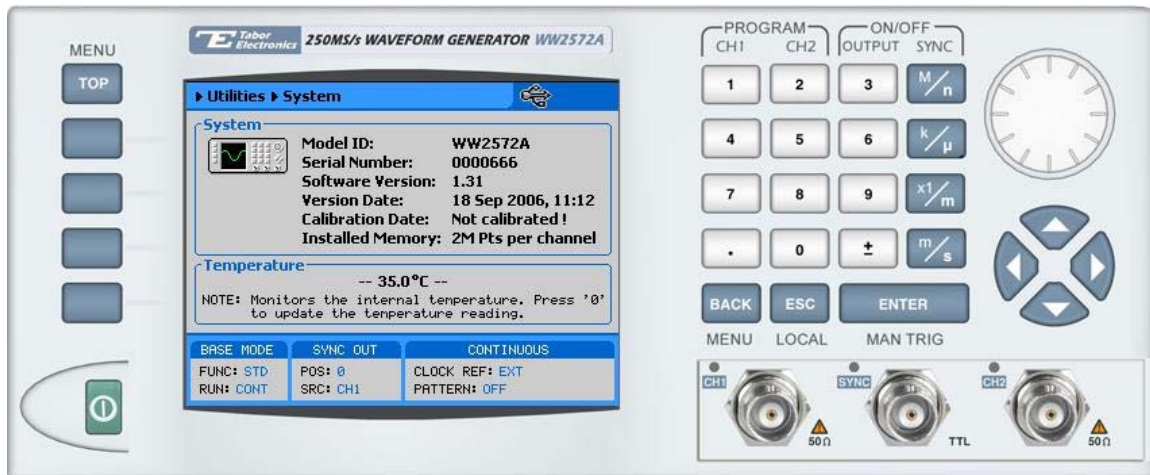 MENU
TOP
Tabor Electronics 250MS/s WAVEFORM GENERATOR WW2572A
Utilities System
System
Model ID: WW2572A
Serial Number: 0000666
Software Version: 1.31
Version Date: 18 Sep 2006, 11:12
Calibration Date: Not calibrated !
Installed Memory: 2M Pts per channel
Temperature
-- 35.0°C --
NOTE: Monitors the internal temperature. Press '0'
to update the temperature reading.
BASE MODE SYNC OUT CONTINUOUS
FUNC: STD POS: 0 CLOCK REF: EXT
RUN: CONT SRC: CH1 PATTERN: OFF
PROGRAM ON/OFF
CH1 CH2 OUTPUT SYNC
1 2 3 M/n
4 5 6 k/μ
7 8 9 x1/m
. 0 ± m/s
BACK ESC ENTER
MENU LOCAL MAN TRIG
CH1 SYNC CH2
50Ω TTL 50Ω